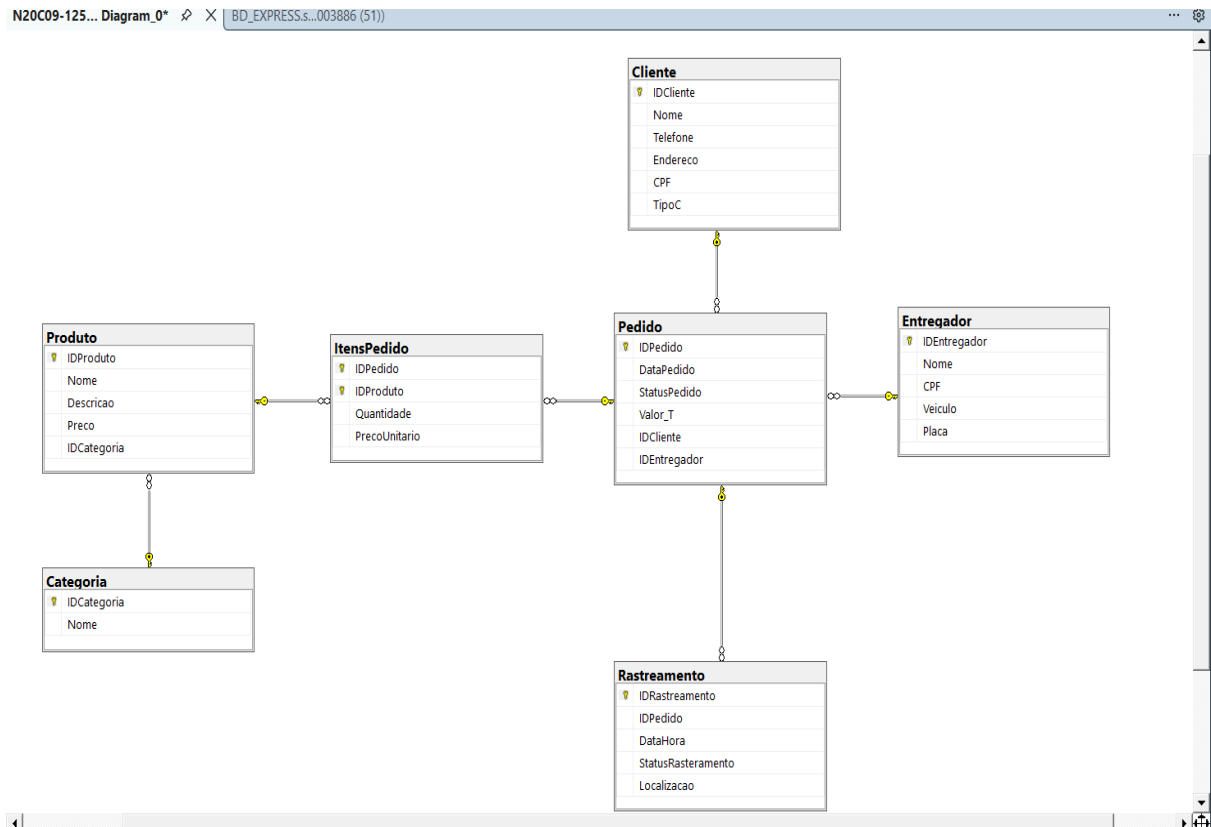 N20C09-125... Diagram_0*
BD_EXPRESS.s...003886 (51))
Cliente
IDCliente
Nome
Telefone
Endereco
CPF
TipoC
Produto
IDProduto
Nome
Descricao
Preco
IDCategoria
ItensPedido
IDPedido
IDProduto
Quantidade
PrecoUnitario
Pedido
IDPedido
DataPedido
StatusPedido
Valor_T
IDCliente
IDEntregador
Entregador
IDEntregador
Nome
CPF
Veiculo
Placa
Categoria
IDCategoria
Nome
Rastreamento
IDRastreamento
IDPedido
DataHora
StatusRasteramento
Localizacao